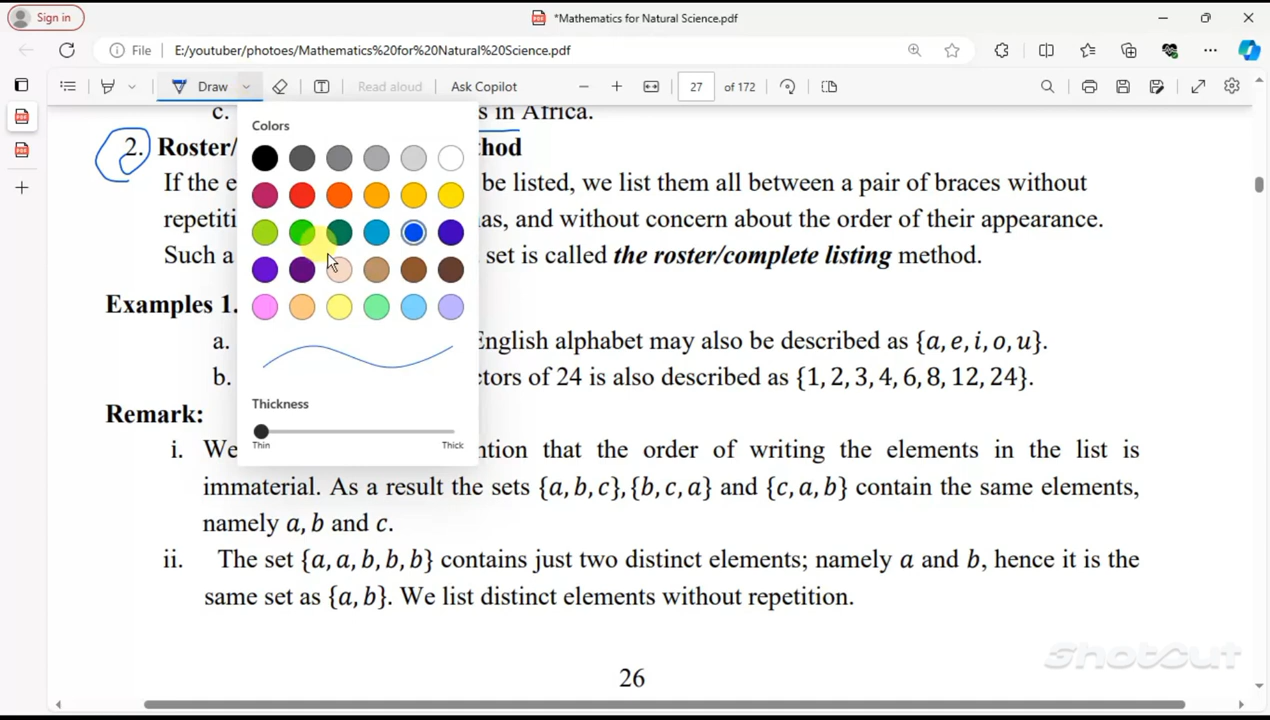 Sign in
*Mathematics for Natural Science.pdf
File
E:/youtuber/photoes/Mathematics%20for%20Natural%20Science.pdf
Draw
Read aloud
Ask Copilot
27 of 172
c. s in Africa.
Colors
2. Roster/ hod
If the e be listed, we list them all between a pair of braces without
repetiti as, and without concern about the order of their appearance.
Such a set is called the roster/complete listing method.
Examples 1.
a. English alphabet may also be described as {a, e, i, o, u}.
b. ctors of 24 is also described as {1, 2, 3, 4, 6, 8, 12, 24}.
Thickness
Thin Thick
Remark:
i. We ntion that the order of writing the elements in the list is
immaterial. As a result the sets {a, b, c}, {b, c, a} and {c, a, b} contain the same elements,
namely a, b and c.
ii. The set {a, a, b, b, b} contains just two distinct elements; namely a and b, hence it is the
same set as {a, b}. We list distinct elements without repetition.
26
Shotcut